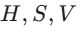 H, S, V